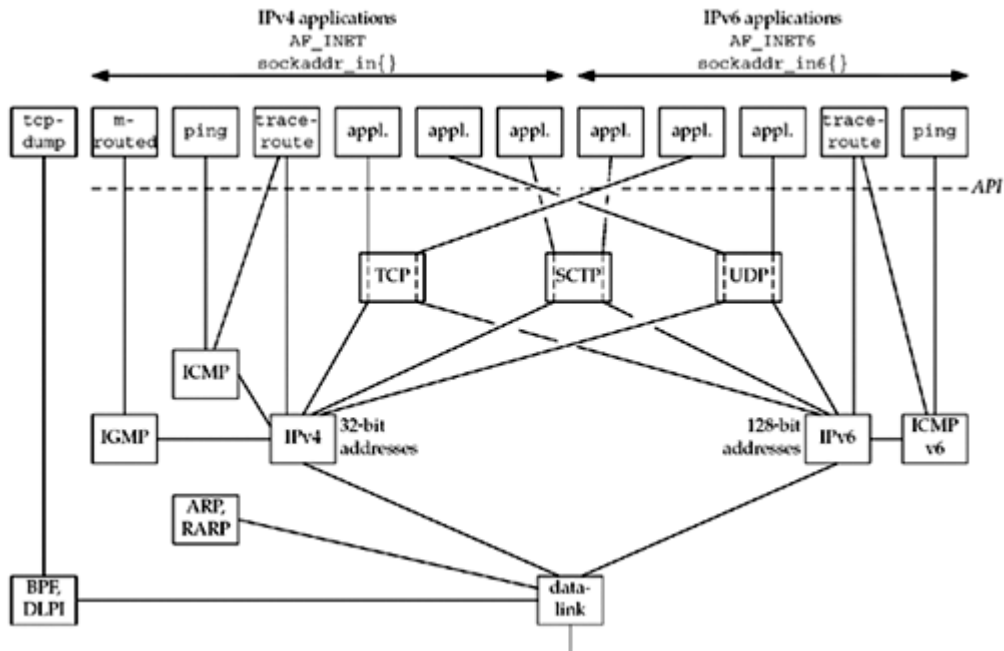 IPv4 applications
AF_INET
sockaddr_in{}
IPv6 applications
AF_INET6
sockaddr_in6{}
tcp-
dump
m-
routed
ping
trace-
route
appl.
appl.
appl.
appl.
appl.
appl.
trace-
route
ping
API
TCP
SCTP
UDP
ICMP
IGMP
IPv4
32-bit
addresses
128-bit
addresses
IPv6
ICMP
v6
ARP,
RARP
BPF,
DLPI
data-
link